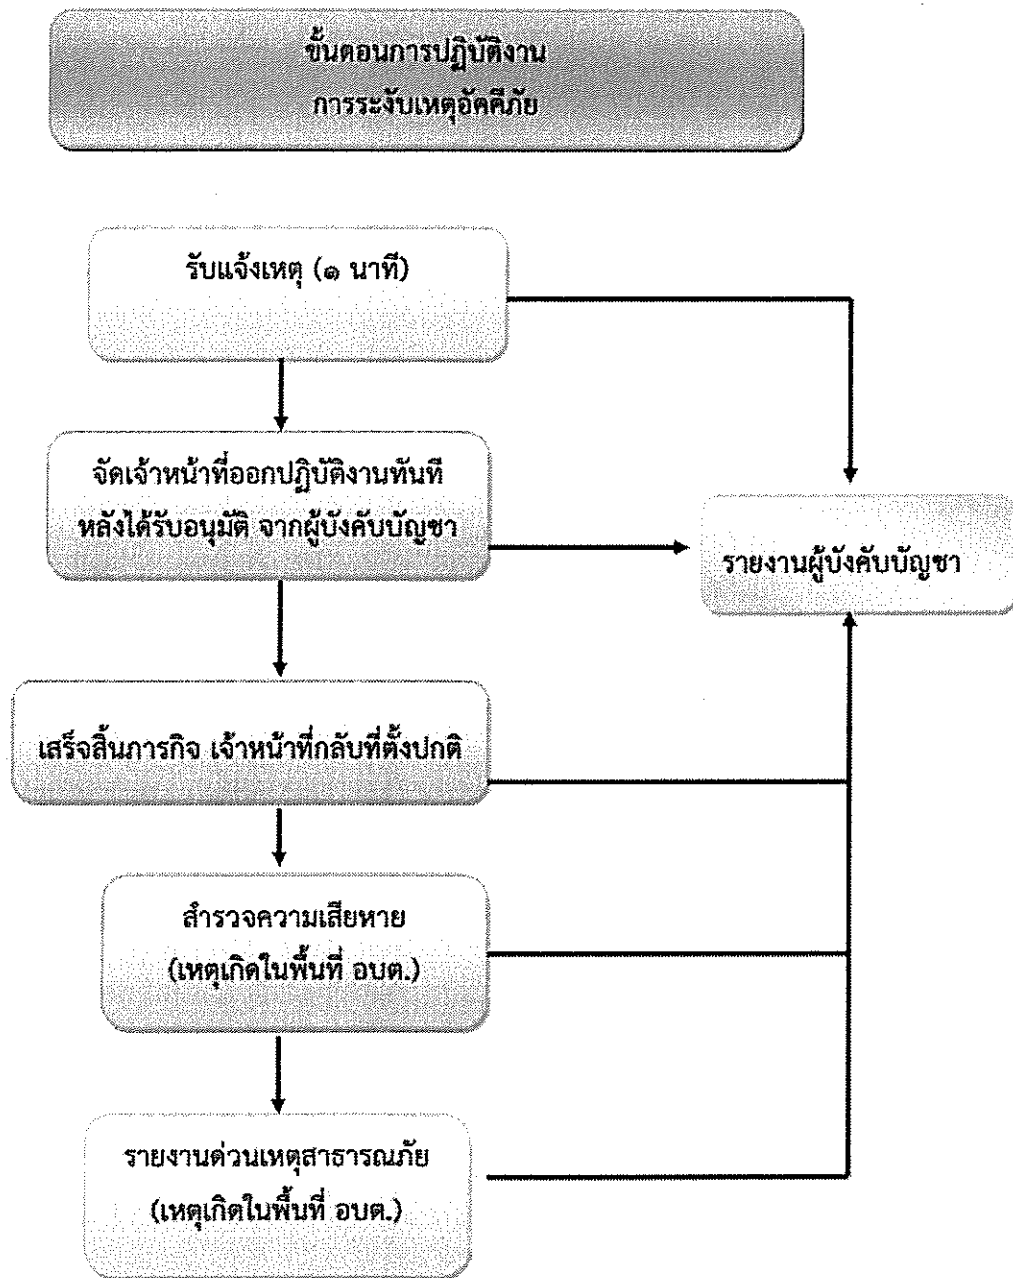 ขั้นตอนการปฏิบัติงาน
การระงับเหตุอัคคีภัย
รับแจ้งเหตุ (๑ นาที)
จัดเจ้าหน้าที่ออกปฏิบัติงานทันที
หลังได้รับอนุมัติ จากผู้บังคับบัญชา
รายงานผู้บังคับบัญชา
เสร็จสิ้นภารกิจ เจ้าหน้าที่กลับที่ตั้งปกติ
สำรวจความเสียหาย
(เหตุเกิดในพื้นที่ อบต.)
รายงานด่วนเหตุสาธารณภัย
(เหตุเกิดในพื้นที่ อบต.)